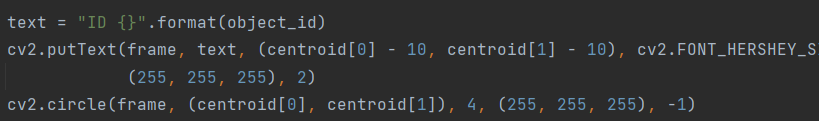 text = "ID {}".format(object_id)
cv2.putText(frame, text, (centroid[0] - 10, centroid[1] - 10), cv2.FONT_HERSHEY_S
(255, 255, 255), 2)
cv2.circle(frame, (centroid[0], centroid[1]), 4, (255, 255, 255), -1)